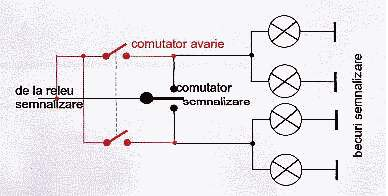 comutator avarie
de la releu
semnalizare
comutator
semnalizare
becuri semnalizare